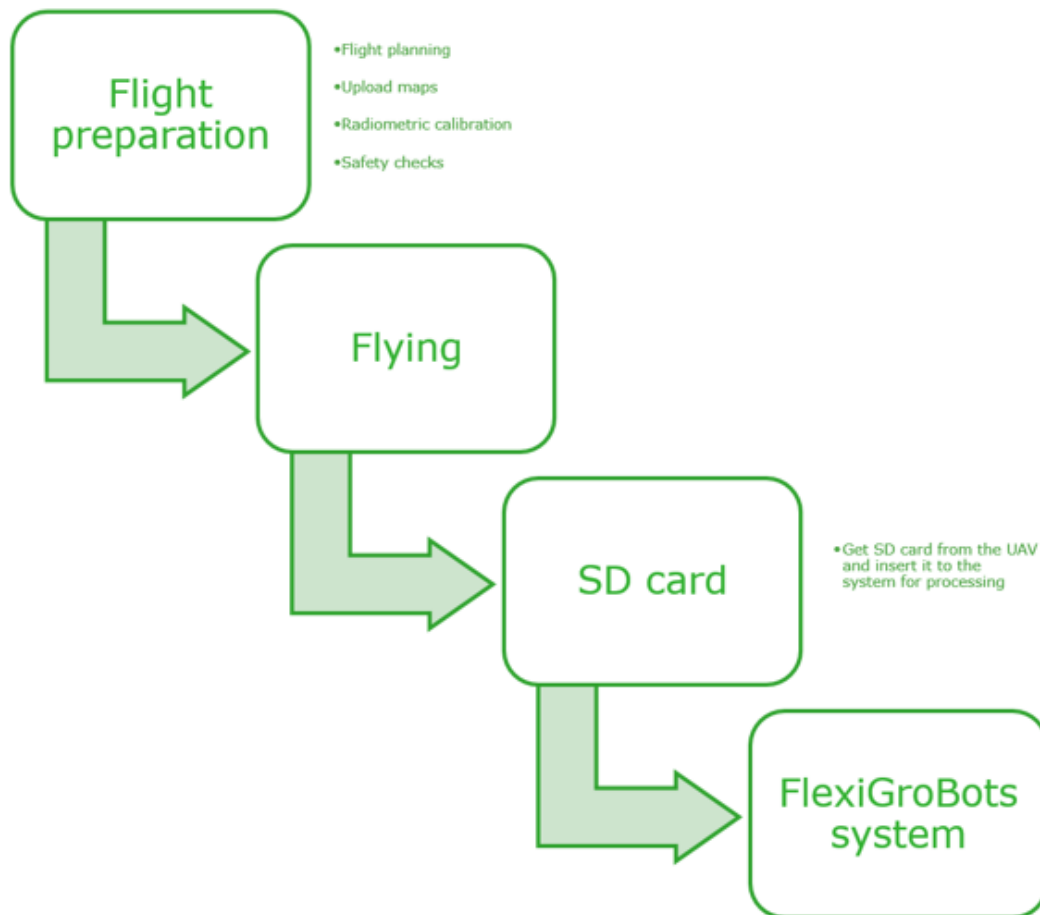 Flight
preparation
•Flight planning
•Upload maps
•Radiometric calibration
•Safety checks
Flying
SD card
•Get SD card from the UAV
and insert it to the
system for processing
FlexiGroBots
system